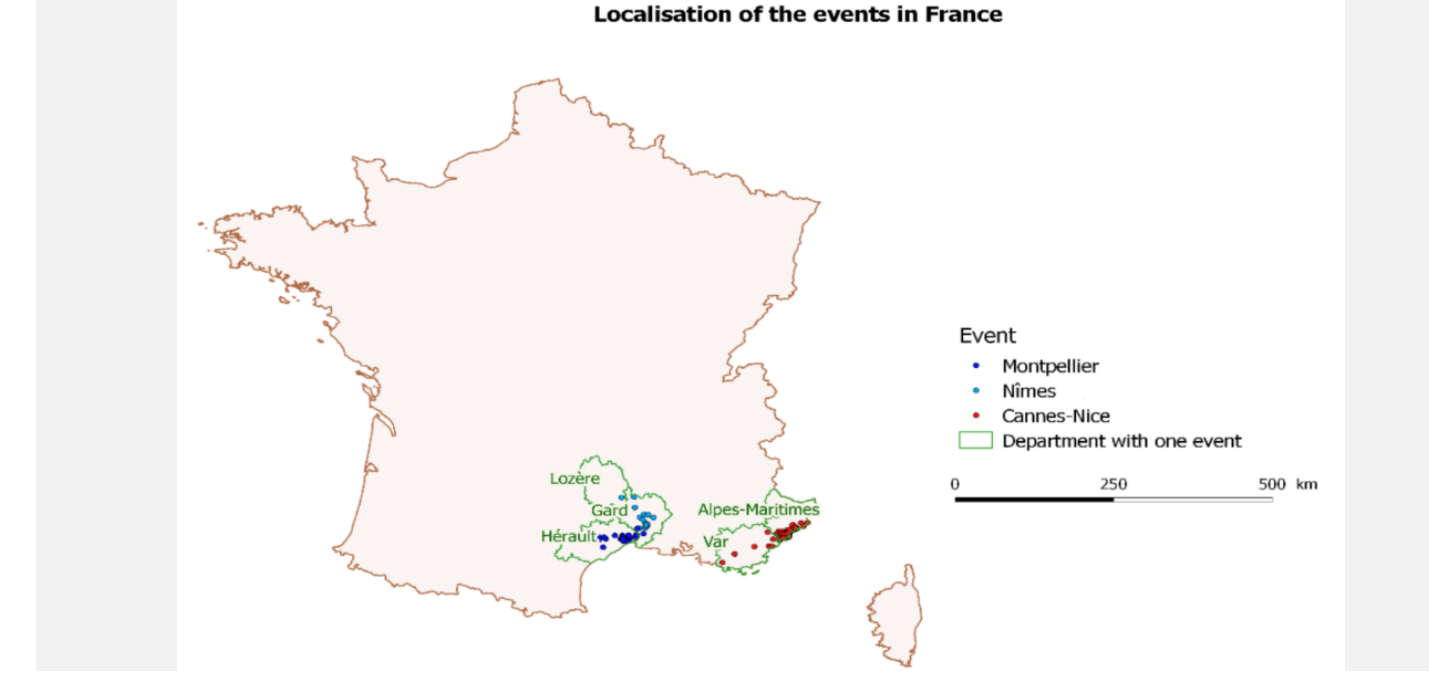 Localisation of the events in France
Event
Montpellier
Nîmes
Cannes-Nice
Department with one event
0 250 500 km
Lozère
Gard
Hérault
Alpes-Maritimes
Var